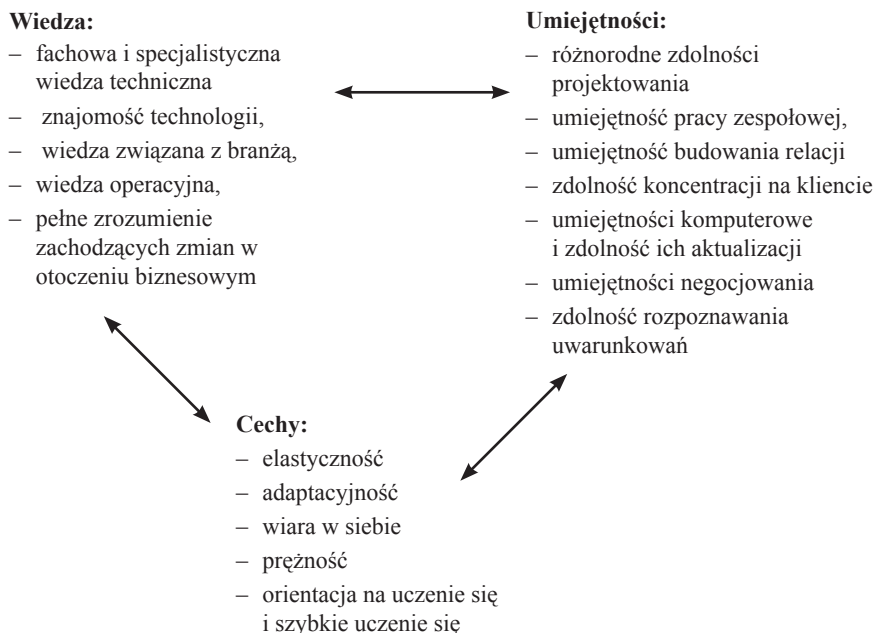 Wiedza:
– fachowa i specjalistyczna
wiedza techniczna
– znajomość technologii,
– wiedza związana z branżą,
– wiedza operacyjna,
– pełne zrozumienie
zachodzących zmian w
otoczeniu biznesowym
Umiejętności:
– różnorodne zdolności
projektowania
– umiejętność pracy zespołowej,
– umiejętność budowania relacji
– zdolność koncentracji na kliencie
– umiejętności komputerowe
i zdolność ich aktualizacji
– umiejętności negocjowania
– zdolność rozpoznawania
uwarunkowań
Cechy:
– elastyczność
– adaptacyjność
– wiara w siebie
– prężność
– orientacja na uczenie się
i szybkie uczenie się